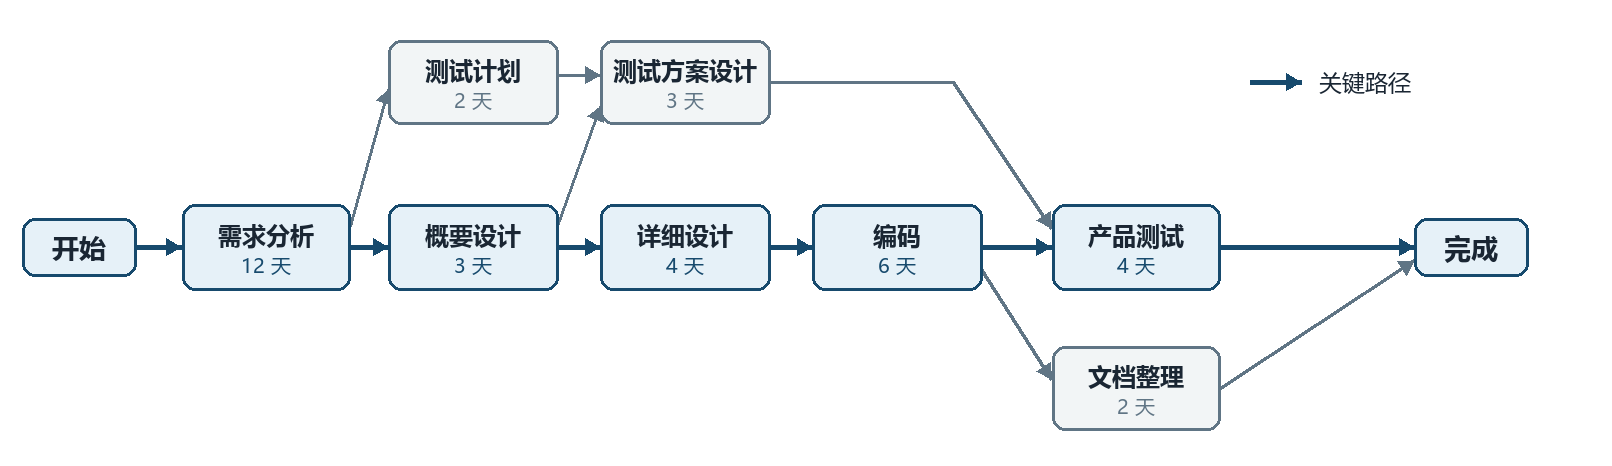 测试计划
2 天
测试方案设计
3 天
关键路径
开始
需求分析
12 天
概要设计
3 天
详细设计
4 天
编码
6 天
产品测试
4 天
完成
文档整理
2 天